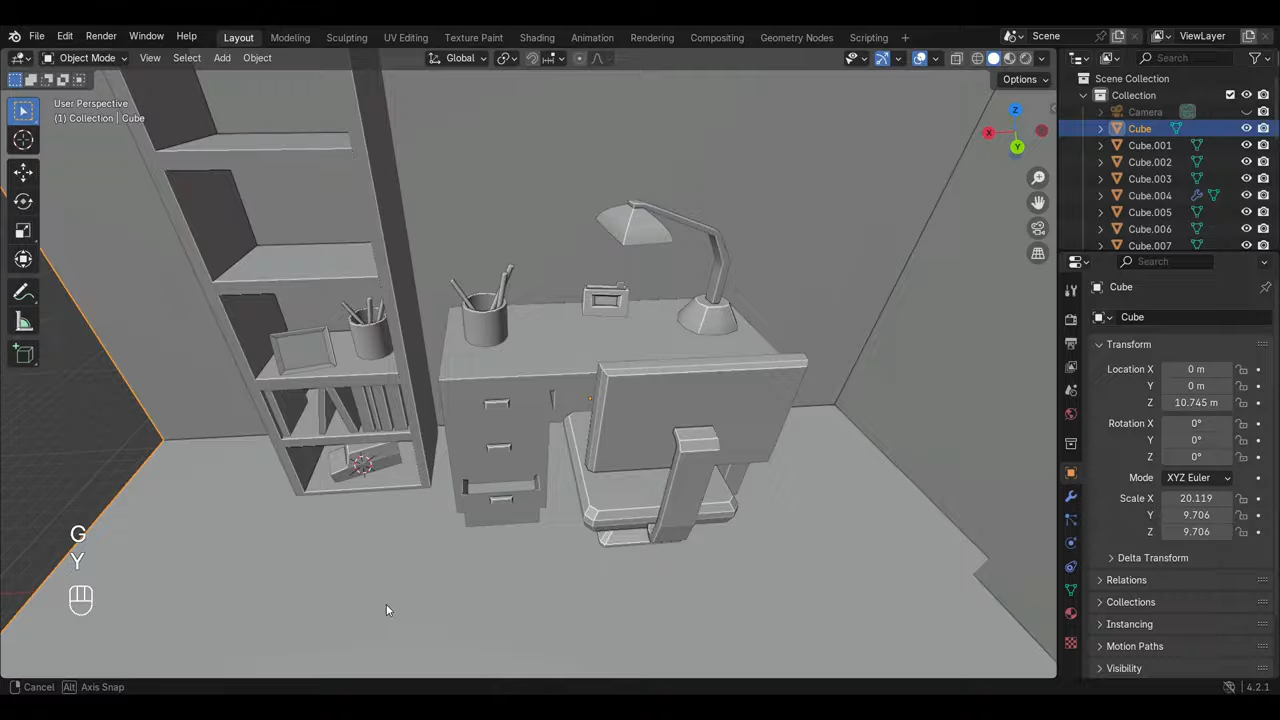 File Edit Render Window Help Layout Modeling Sculpting UV Editing Texture Paint Shading Animation Rendering Compositing Geometry Nodes Scripting Scene ViewLayer
Object Mode View Select Add Object Global Search
Options
User Perspective
(1) Collection | Cube
Scene Collection
Collection
Camera
Cube
Cube.001
Cube.002
Cube.003
Cube.004
Cube.005
Cube.006
Cube.007
Z
X
Y
Search
Cube
Cube
Transform
Location X 0 m
Y 0 m
Z 10.745 m
Rotation X 0°
Y 0°
Z 0°
Mode XYZ Euler
Scale X 20.119
Y 9.706
Z 9.706
Delta Transform
Relations
Collections
Instancing
Motion Paths
Visibility
G
Y
Cancel Alt Axis Snap 4.2.1